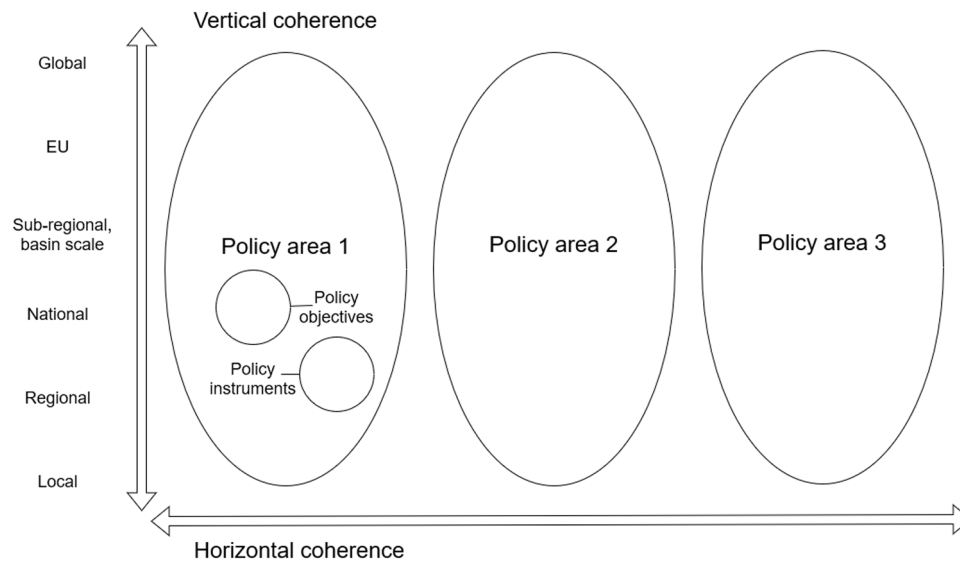 Vertical coherence
Global
EU
Sub-regional,
basin scale
National
Regional
Local
Policy area 1
Policy
objectives
Policy
instruments
Policy area 2
Policy area 3
Horizontal coherence